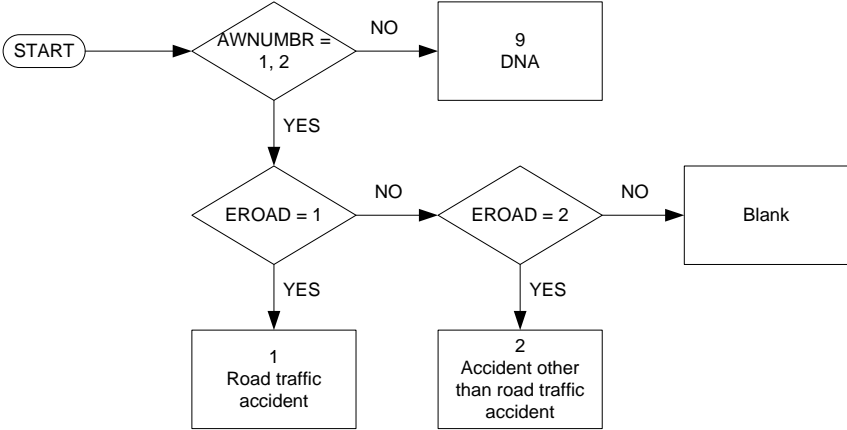 START
AWNUMBR =
1, 2
NO
9
DNA
YES
EROAD = 1
NO
EROAD = 2
NO
Blank
YES
YES
1
Road traffic
accident
2
Accident other
than road traffic
accident